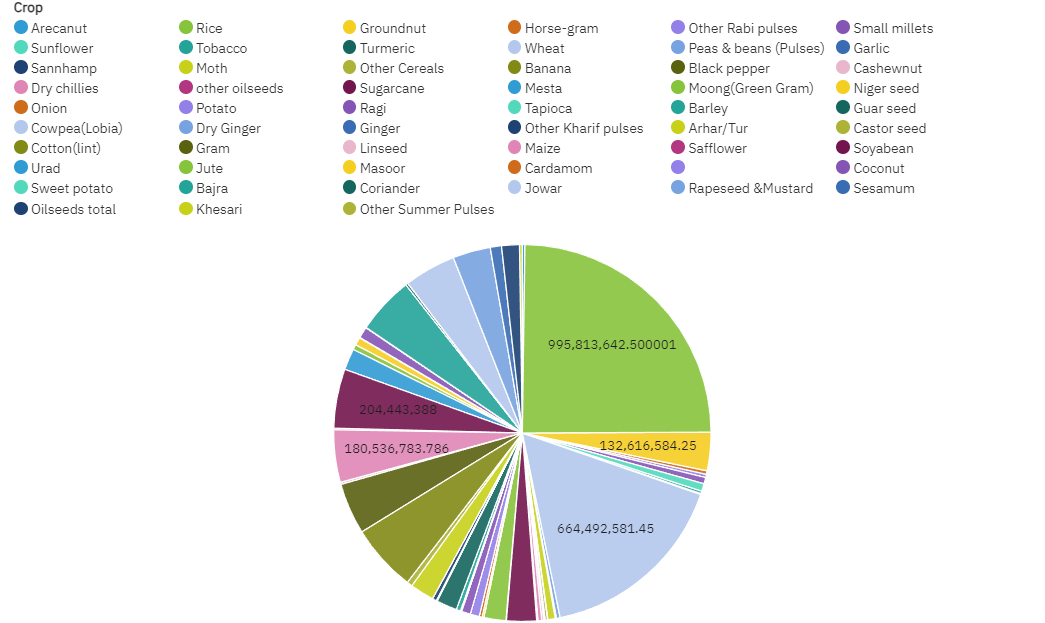 Crop
Arecanut Rice Groundnut Horse-gram Other Rabi pulses Small millets
Sunflower Tobacco Turmeric Wheat Peas & beans (Pulses) Garlic
Sannhamp Moth Other Cereals Banana Black pepper Cashewnut
Dry chillies other oilseeds Sugarcane Mesta Moong(Green Gram) Niger seed
Onion Potato Ragi Tapioca Barley Guar seed
Cowpea(Lobia) Dry Ginger Ginger Other Kharif pulses Arhar/Tur Castor seed
Cotton(lint) Gram Linseed Maize Safflower Soyabean
Urad Jute Masoor Cardamom Coconut
Sweet potato Bajra Coriander Jowar Rapeseed &Mustard Sesamum
Oilseeds total Khesari Other Summer Pulses
995,813,642.500001
204,443,388
132,616,584.25
180,536,783.786
664,492,581.45